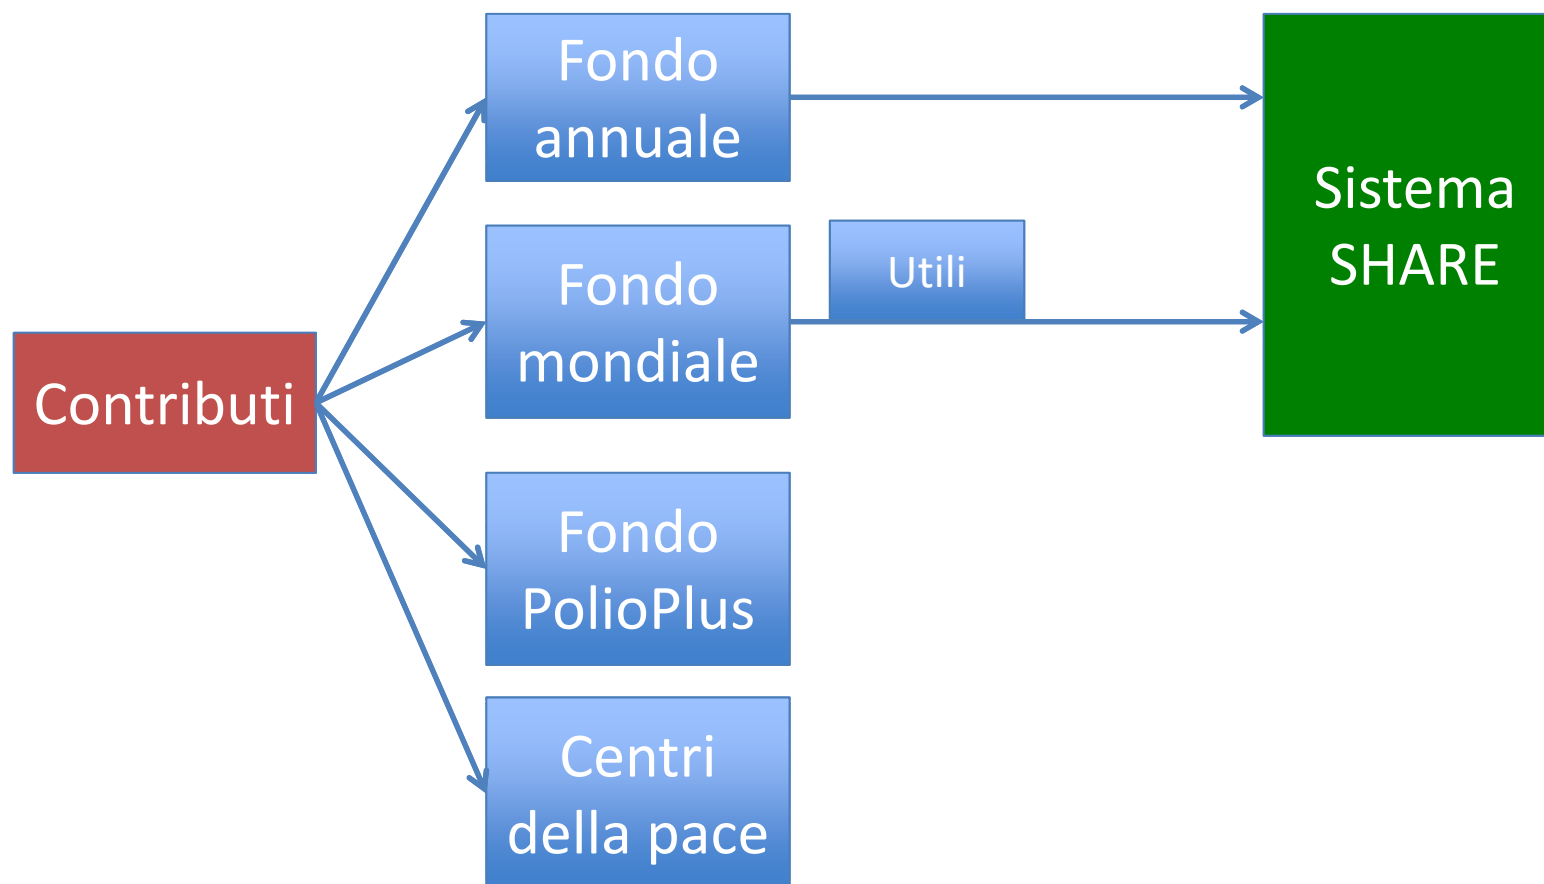 Fondo
annuale
Sistema
SHARE
Fondo
mondiale
Utili
Contributi
Fondo
PolioPlus
Centri
della pace